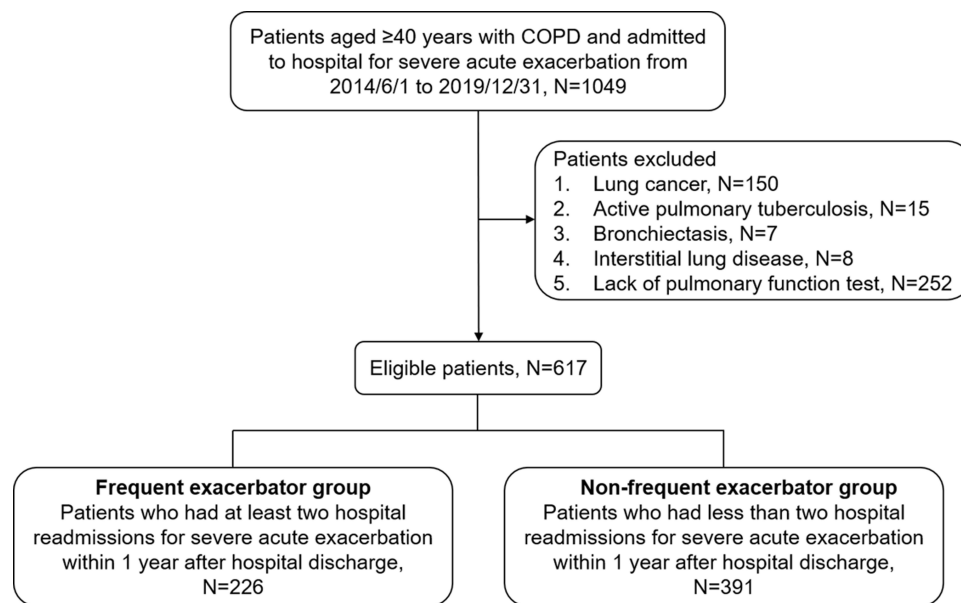 Patients aged ≥40 years with COPD and admitted
to hospital for severe acute exacerbation from
2014/6/1 to 2019/12/31, N=1049
Patients excluded
1. Lung cancer, N=150
2. Active pulmonary tuberculosis, N=15
3. Bronchiectasis, N=7
4. Interstitial lung disease, N=8
5. Lack of pulmonary function test, N=252
Eligible patients, N=617
Frequent exacerbator group
Patients who had at least two hospital
readmissions for severe acute exacerbation
within 1 year after hospital discharge,
N=226
Non-frequent exacerbator group
Patients who had less than two hospital
readmissions for severe acute exacerbation
within 1 year after hospital discharge,
N=391